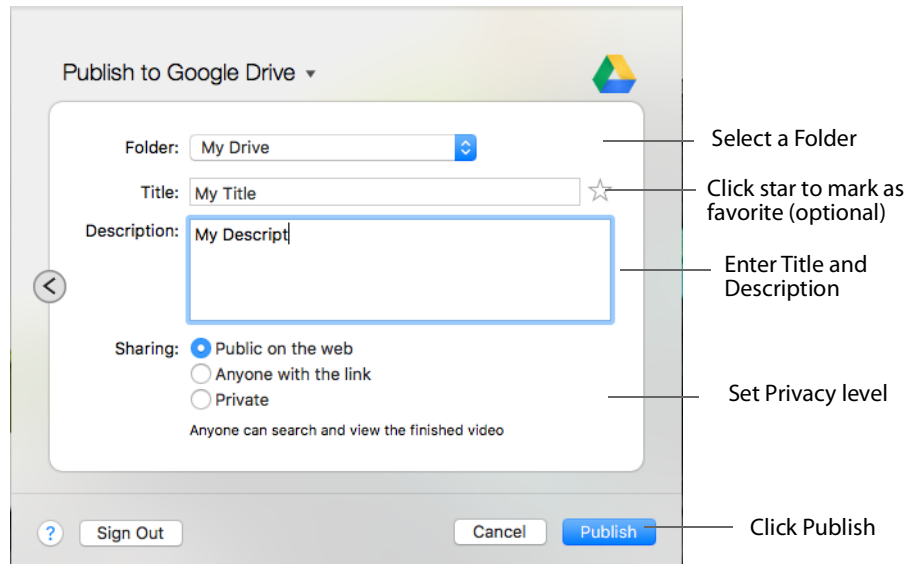 Publish to Google Drive
Folder: My Drive
Select a Folder
Title: My Title
Click star to mark as
favorite (optional)
Description: My Descript
Enter Title and
Description
Sharing: Public on the web
Anyone with the link
Private
Set Privacy level
Anyone can search and view the finished video
? Sign Out Cancel Publish
Click Publish